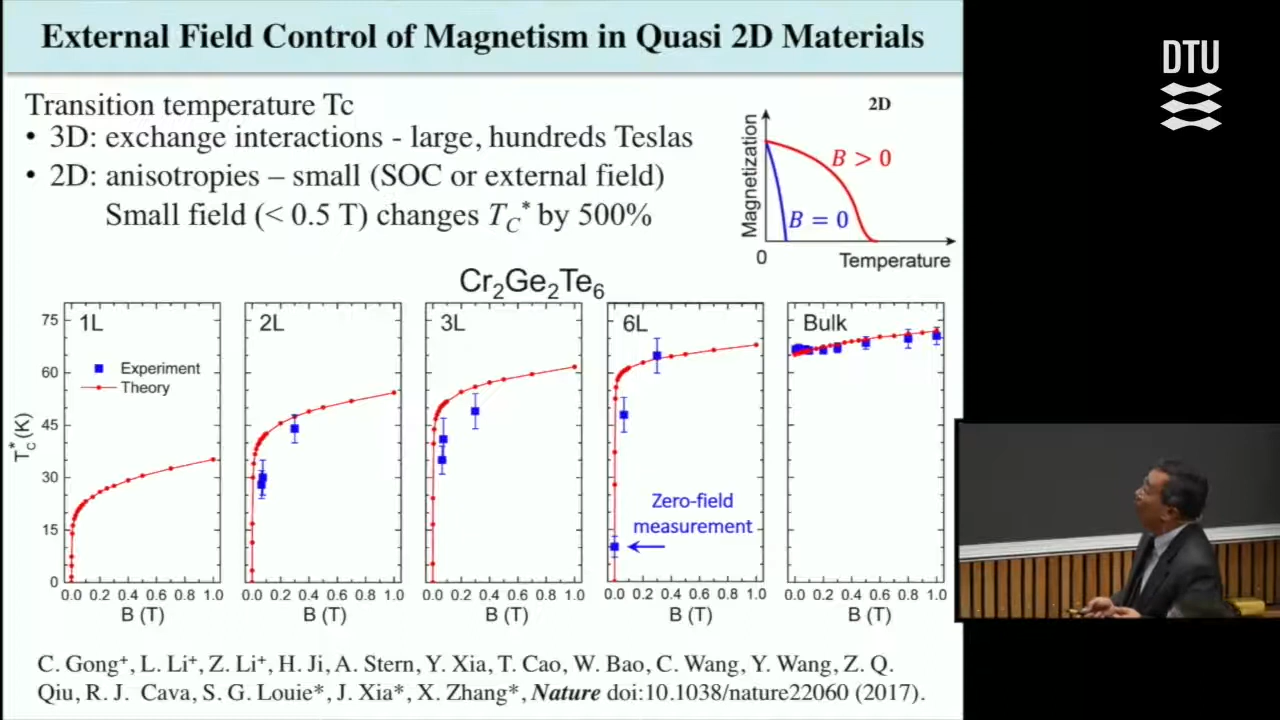 External Field Control of Magnetism in Quasi 2D Materials
DTU
Transition temperature Tc
• 3D: exchange interactions - large, hundreds Teslas
• 2D: anisotropies – small (SOC or external field)
Small field (< 0.5 T) changes T_C* by 500%
2D
Magnetization
B > 0
B = 0
0
Temperature
Cr₂Ge₂Te₆
T_C* (K)
75
60
45
30
15
0
1L
Experiment
Theory
0.0 0.2 0.4 0.6 0.8 1.0
B (T)
2L
0.0 0.2 0.4 0.6 0.8 1.0
B (T)
3L
0.0 0.2 0.4 0.6 0.8 1.0
B (T)
6L
Zero-field
measurement
0.0 0.2 0.4 0.6 0.8 1.0
B (T)
Bulk
0.0 0.2 0.4 0.6 0.8 1.0
B (T)
C. Gong⁺, L. Li⁺, Z. Li⁺, H. Ji, A. Stern, Y. Xia, T. Cao, W. Bao, C. Wang, Y. Wang, Z. Q.
Qiu, R. J. Cava, S. G. Louie*, J. Xia*, X. Zhang*, Nature doi:10.1038/nature22060 (2017).